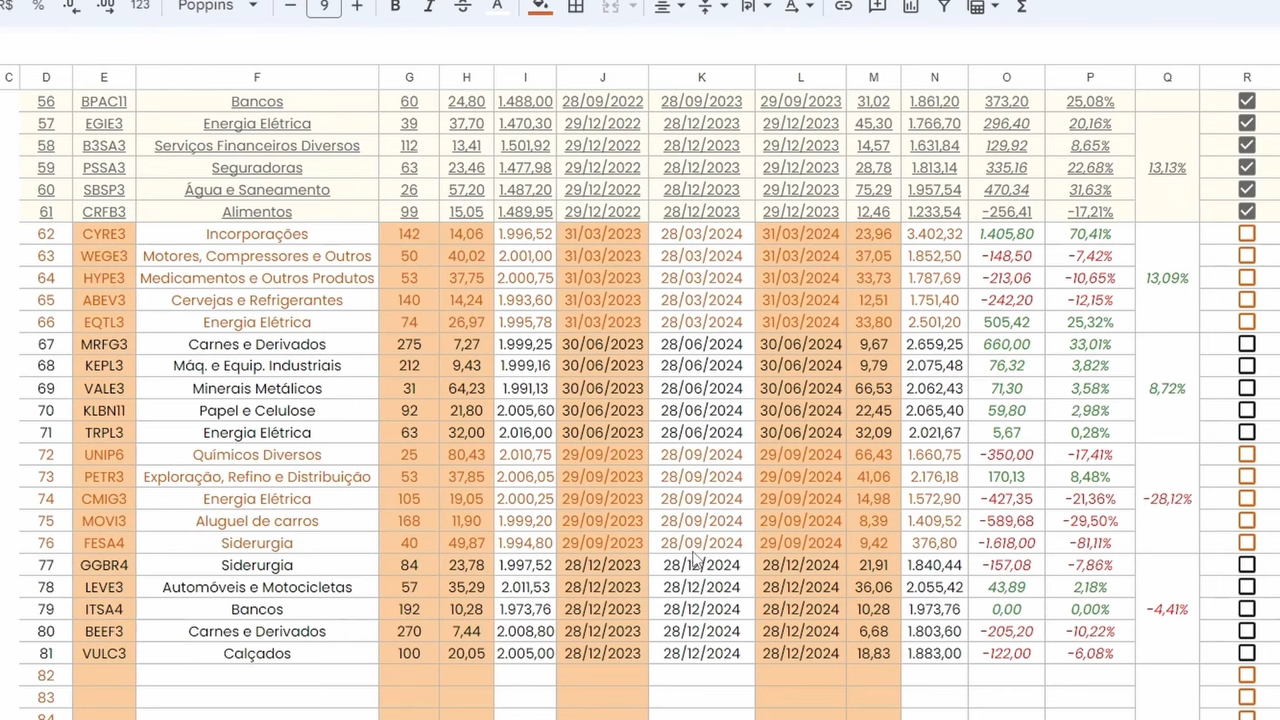 R$ % .0 .00 123 Poppins 9 B I A A
C D E F G H I J K L M N O P Q R
56 BPAC11 Bancos 60 24,80 1.488,00 28/09/2022 28/09/2023 29/09/2023 31,02 1.861,20 373,20 25,08%
57 EGIE3 Energia Elétrica 39 37,70 1.470,30 29/12/2022 28/12/2023 29/12/2023 45,30 1.766,70 296,40 20,16%
58 B3SA3 Serviços Financeiros Diversos 112 13,41 1.501,92 29/12/2022 28/12/2023 29/12/2023 14,57 1.631,84 129,92 8,65%
59 PSSA3 Seguradoras 63 23,46 1.477,98 29/12/2022 28/12/2023 29/12/2023 28,78 1.813,14 335,16 22,68% 13,13%
60 SBSP3 Água e Saneamento 26 57,20 1.487,20 29/12/2022 28/12/2023 29/12/2023 75,29 1.957,54 470,34 31,63%
61 CRFB3 Alimentos 99 15,05 1.489,95 29/12/2022 28/12/2023 29/12/2023 12,46 1.233,54 -256,41 -17,21%
62 CYRE3 Incorporações 142 14,06 1.996,52 31/03/2023 28/03/2024 31/03/2024 23,96 3.402,32 1.405,80 70,41%
63 WEGE3 Motores, Compressores e Outros 50 40,02 2.001,00 31/03/2023 28/03/2024 31/03/2024 37,05 1.852,50 -148,50 -7,42%
64 HYPE3 Medicamentos e Outros Produtos 53 37,75 2.000,75 31/03/2023 28/03/2024 31/03/2024 33,73 1.787,69 -213,06 -10,65% 13,09%
65 ABEV3 Cervejas e Refrigerantes 140 14,24 1.993,60 31/03/2023 28/03/2024 31/03/2024 12,51 1.751,40 -242,20 -12,15%
66 EQTL3 Energia Elétrica 74 26,97 1.995,78 31/03/2023 28/03/2024 31/03/2024 33,80 2.501,20 505,42 25,32%
67 MRFG3 Carnes e Derivados 275 7,27 1.999,25 30/06/2023 28/06/2024 30/06/2024 9,67 2.659,25 660,00 33,01%
68 KEPL3 Máq. e Equip. Industriais 212 9,43 1.999,16 30/06/2023 28/06/2024 30/06/2024 9,79 2.075,48 76,32 3,82%
69 VALE3 Minerais Metálicos 31 64,23 1.991,13 30/06/2023 28/06/2024 30/06/2024 66,53 2.062,43 71,30 3,58% 8,72%
70 KLBN11 Papel e Celulose 92 21,80 2.005,60 30/06/2023 28/06/2024 30/06/2024 22,45 2.065,40 59,80 2,98%
71 TRPL3 Energia Elétrica 63 32,00 2.016,00 30/06/2023 28/06/2024 30/06/2024 32,09 2.021,67 5,67 0,28%
72 UNIP6 Químicos Diversos 25 80,43 2.010,75 29/09/2023 28/09/2024 29/09/2024 66,43 1.660,75 -350,00 -17,41%
73 PETR3 Exploração, Refino e Distribuição 53 37,85 2.006,05 29/09/2023 28/09/2024 29/09/2024 41,06 2.176,18 170,13 8,48%
74 CMIG3 Energia Elétrica 105 19,05 2.000,25 29/09/2023 28/09/2024 29/09/2024 14,98 1.572,90 -427,35 -21,36% -28,12%
75 MOVI3 Aluguel de carros 168 11,90 1.999,20 29/09/2023 28/09/2024 29/09/2024 8,39 1.409,52 -589,68 -29,50%
76 FESA4 Siderurgia 40 49,87 1.994,80 29/09/2023 28/09/2024 29/09/2024 9,42 376,80 -1.618,00 -81,11%
77 GGBR4 Siderurgia 84 23,78 1.997,52 28/12/2023 28/12/2024 28/12/2024 21,91 1.840,44 -157,08 -7,86%
78 LEVE3 Automóveis e Motocicletas 57 35,29 2.011,53 28/12/2023 28/12/2024 28/12/2024 36,06 2.055,42 43,89 2,18%
79 ITSA4 Bancos 192 10,28 1.973,76 28/12/2023 28/12/2024 28/12/2024 10,28 1.973,76 0,00 0,00% -4,41%
80 BEEF3 Carnes e Derivados 270 7,44 2.008,80 28/12/2023 28/12/2024 28/12/2024 6,68 1.803,60 -205,20 -10,22%
81 VULC3 Calçados 100 20,05 2.005,00 28/12/2023 28/12/2024 28/12/2024 18,83 1.883,00 -122,00 -6,08%
82
83
84